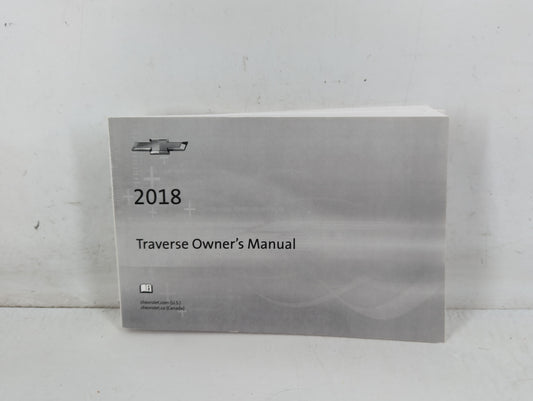 2018
Traverse Owner's Manual
chevrolet.com (U.S.)
chevrolet.ca (Canada)